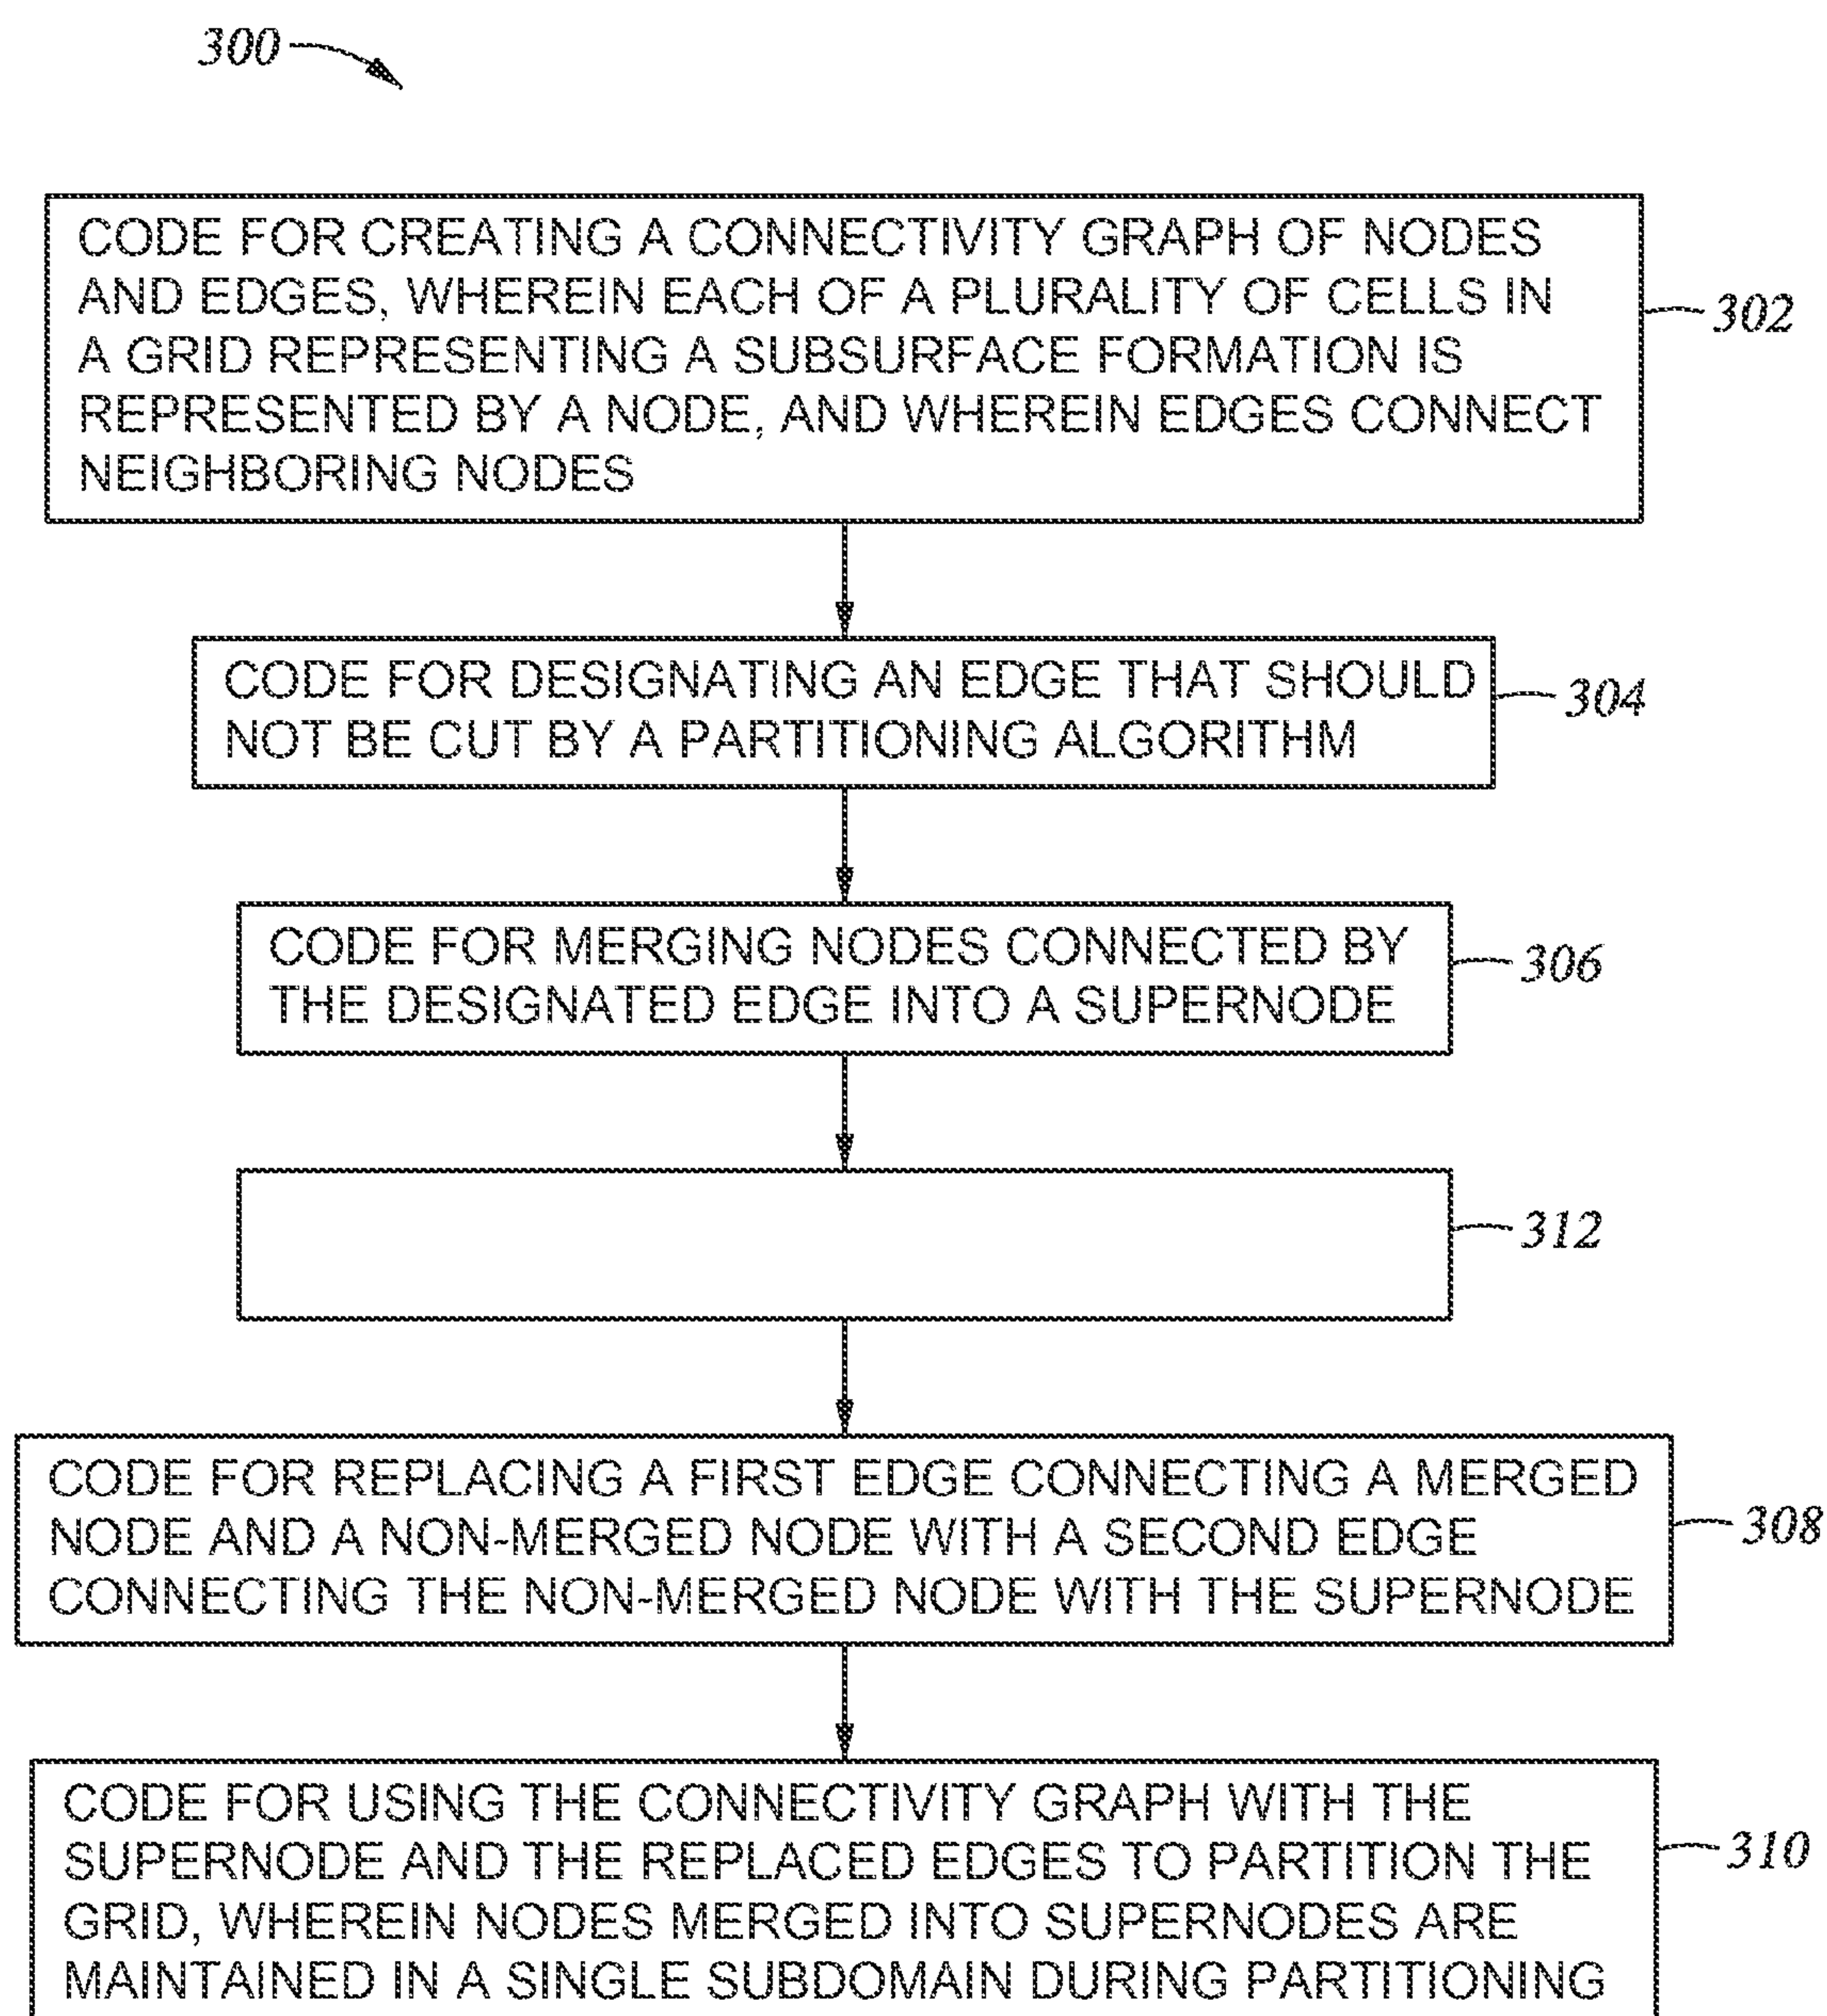 300
CODE FOR CREATING A CONNECTIVITY GRAPH OF NODES
AND EDGES, WHEREIN EACH OF A PLURALITY OF CELLS IN
A GRID REPRESENTING A SUBSURFACE FORMATION IS
REPRESENTED BY A NODE, AND WHEREIN EDGES CONNECT
NEIGHBORING NODES
302
CODE FOR DESIGNATING AN EDGE THAT SHOULD
NOT BE CUT BY A PARTITIONING ALGORITHM
304
CODE FOR MERGING NODES CONNECTED BY
THE DESIGNATED EDGE INTO A SUPERNODE
306
312
CODE FOR REPLACING A FIRST EDGE CONNECTING A MERGED
NODE AND A NON-MERGED NODE WITH A SECOND EDGE
CONNECTING THE NON-MERGED NODE WITH THE SUPERNODE
308
CODE FOR USING THE CONNECTIVITY GRAPH WITH THE
SUPERNODE AND THE REPLACED EDGES TO PARTITION THE
GRID, WHEREIN NODES MERGED INTO SUPERNODES ARE
MAINTAINED IN A SINGLE SUBDOMAIN DURING PARTITIONING
310